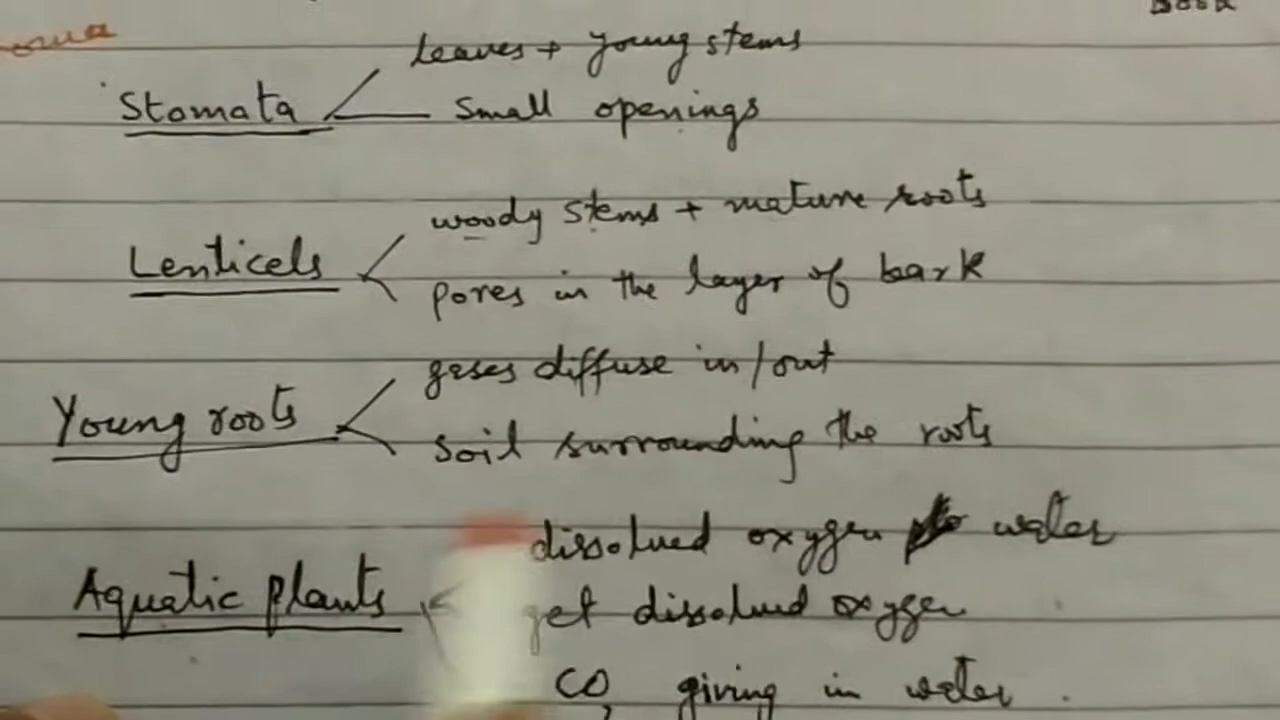 Book
leaves + young stems
Stomata
small openings
woody stems + mature roots
Lenticels
pores in the layer of bark
gases diffuse in/out
Young roots
soil surrounding the roots
dissolved oxygen water
Aquatic plants
get dissolved oxygen
CO2 giving in water.